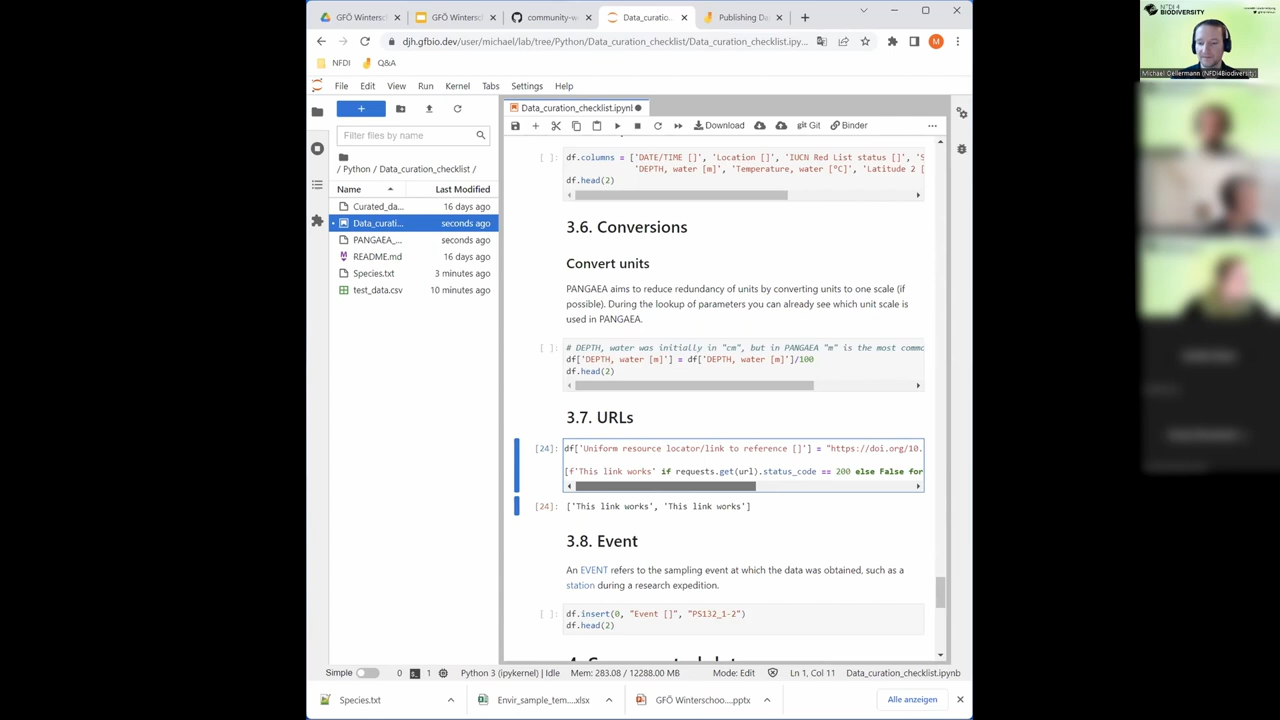 GFÖ Wintersch
GFÖ Wintersch
community-w
Data_curatio
Publishing Da
djh.gfbio.dev/user/michael/lab/tree/Python/Data_curation_checklist/Data_curation_checklist.ipy...
M
NFDI
Q&A
File Edit View Run Kernel Tabs Settings Help
Data_curation_checklist.ipynl
Filter files by name
Download
git Git
Binder
/ Python / Data_curation_checklist /
Name
Last Modified
Curated_da... 16 days ago
Data_curati... seconds ago
PANGAEA_... seconds ago
README.md 16 days ago
Species.txt 3 minutes ago
test_data.csv 10 minutes ago
[ ]: df.columns = ['DATE/TIME []', 'Location []', 'IUCN Red List status []', 'S
'DEPTH, water [m]', 'Temperature, water [°C]', 'Latitude 2 [
df.head(2)
3.6. Conversions
Convert units
PANGAEA aims to reduce redundancy of units by converting units to one scale (if
possible). During the lookup of parameters you can already see which unit scale is
used in PANGAEA.
[ ]: # DEPTH, water was initially in "cm", but in PANGAEA "m" is the most commo
df['DEPTH, water [m]'] = df['DEPTH, water [m]']/100
df.head(2)
3.7. URLs
[24]: df['Uniform resource locator/link to reference []'] = "https://doi.org/10.
[f'This link works' if requests.get(url).status_code == 200 else False for
[24]: ['This link works', 'This link works']
3.8. Event
An EVENT refers to the sampling event at which the data was obtained, such as a
station during a research expedition.
[ ]: df.insert(0, "Event []", "PS132_1-2")
df.head(2)
Simple
0
1
Python 3 (ipykernel) | Idle
Mem: 283.08 / 12288.00 MB
Mode: Edit
Ln 1, Col 11
Data_curation_checklist.ipynb
Species.txt
Envir_sample_tem....xlsx
GFÖ Winterschoo....pptx
Alle anzeigen
NFDI 4
BIODIVERSITY
Michael Oellermann (NFDI4Biodiversity)